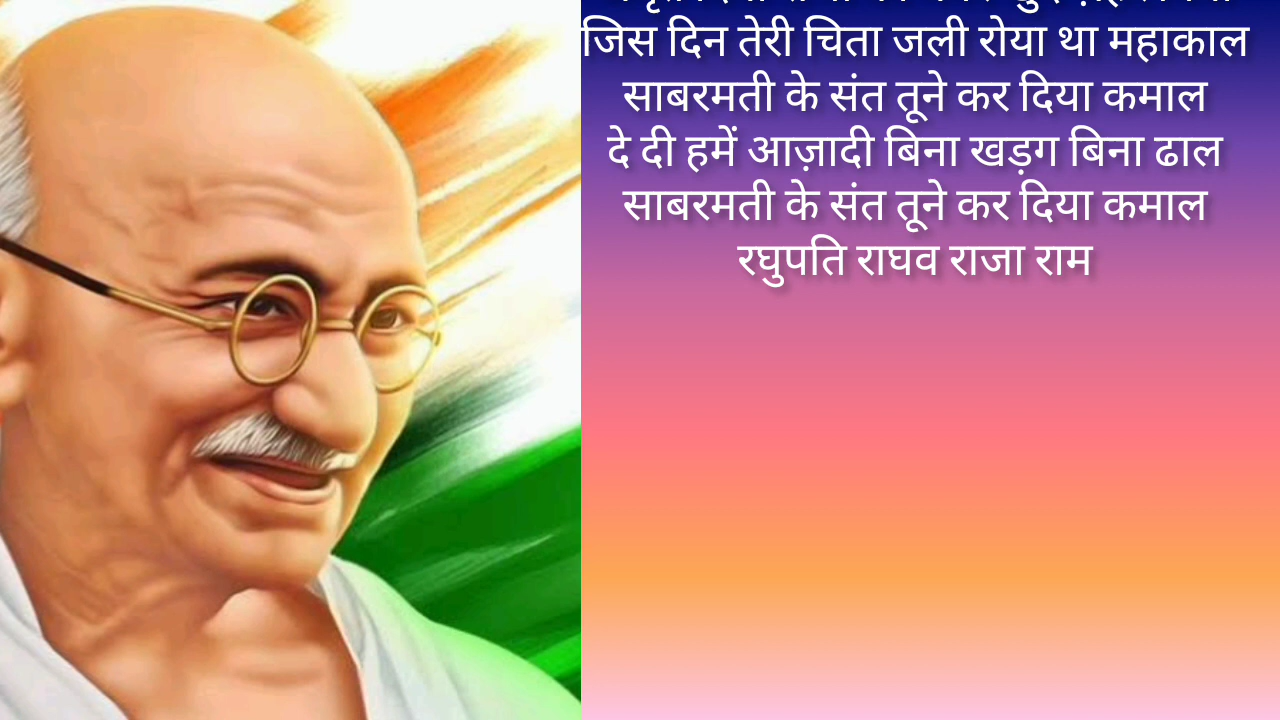 जिस दिन तेरी चिता जली रोया था महाकाल
साबरमती के संत तूने कर दिया कमाल
दे दी हमें आज़ादी बिना खड़ग बिना ढाल
साबरमती के संत तूने कर दिया कमाल
रघुपति राघव राजा राम